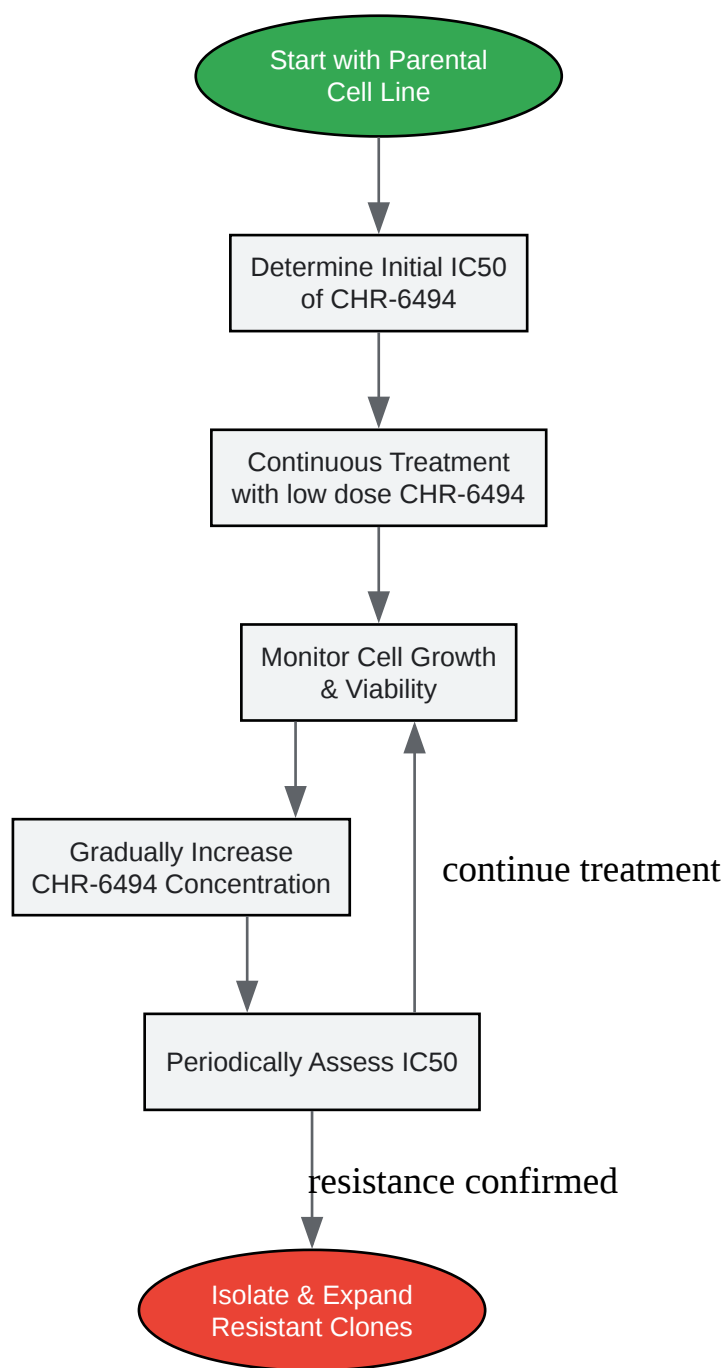 Start with Parental
Cell Line
Determine Initial IC50
of CHR-6494
Continuous Treatment
with low dose CHR-6494
Monitor Cell Growth
& Viability
Gradually Increase
CHR-6494 Concentration
continue treatment
Periodically Assess IC50
resistance confirmed
Isolate & Expand
Resistant Clones